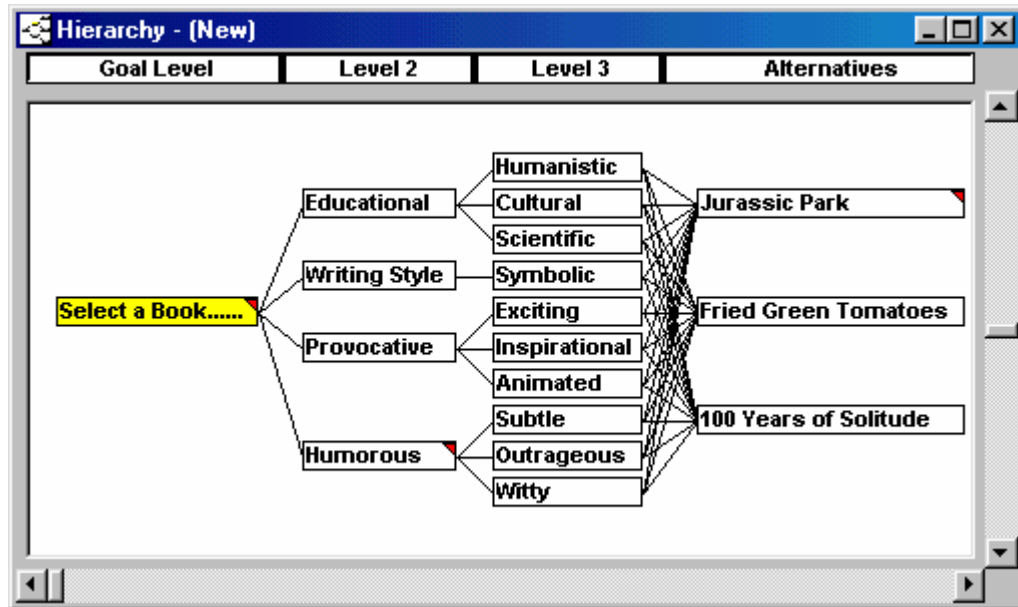 Hierarchy - (New)
Goal Level
Level 2
Level 3
Alternatives
Humanistic
Educational
Cultural
Jurassic Park
Scientific
Writing Style
Symbolic
Select a Book......
Exciting
Fried Green Tomatoes
Provocative
Inspirational
Animated
Subtle
100 Years of Solitude
Humorous
Outrageous
Witty